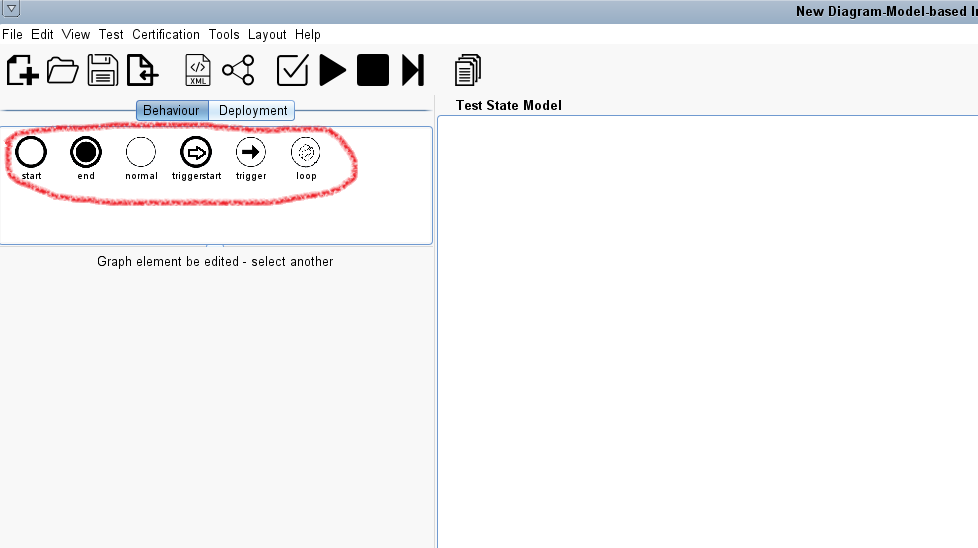 New Diagram-Model-based
File Edit View Test Certification Tools Layout Help
</> XML
Behaviour Deployment
Test State Model
start end normal triggerstart trigger loop
Graph element be edited - select another